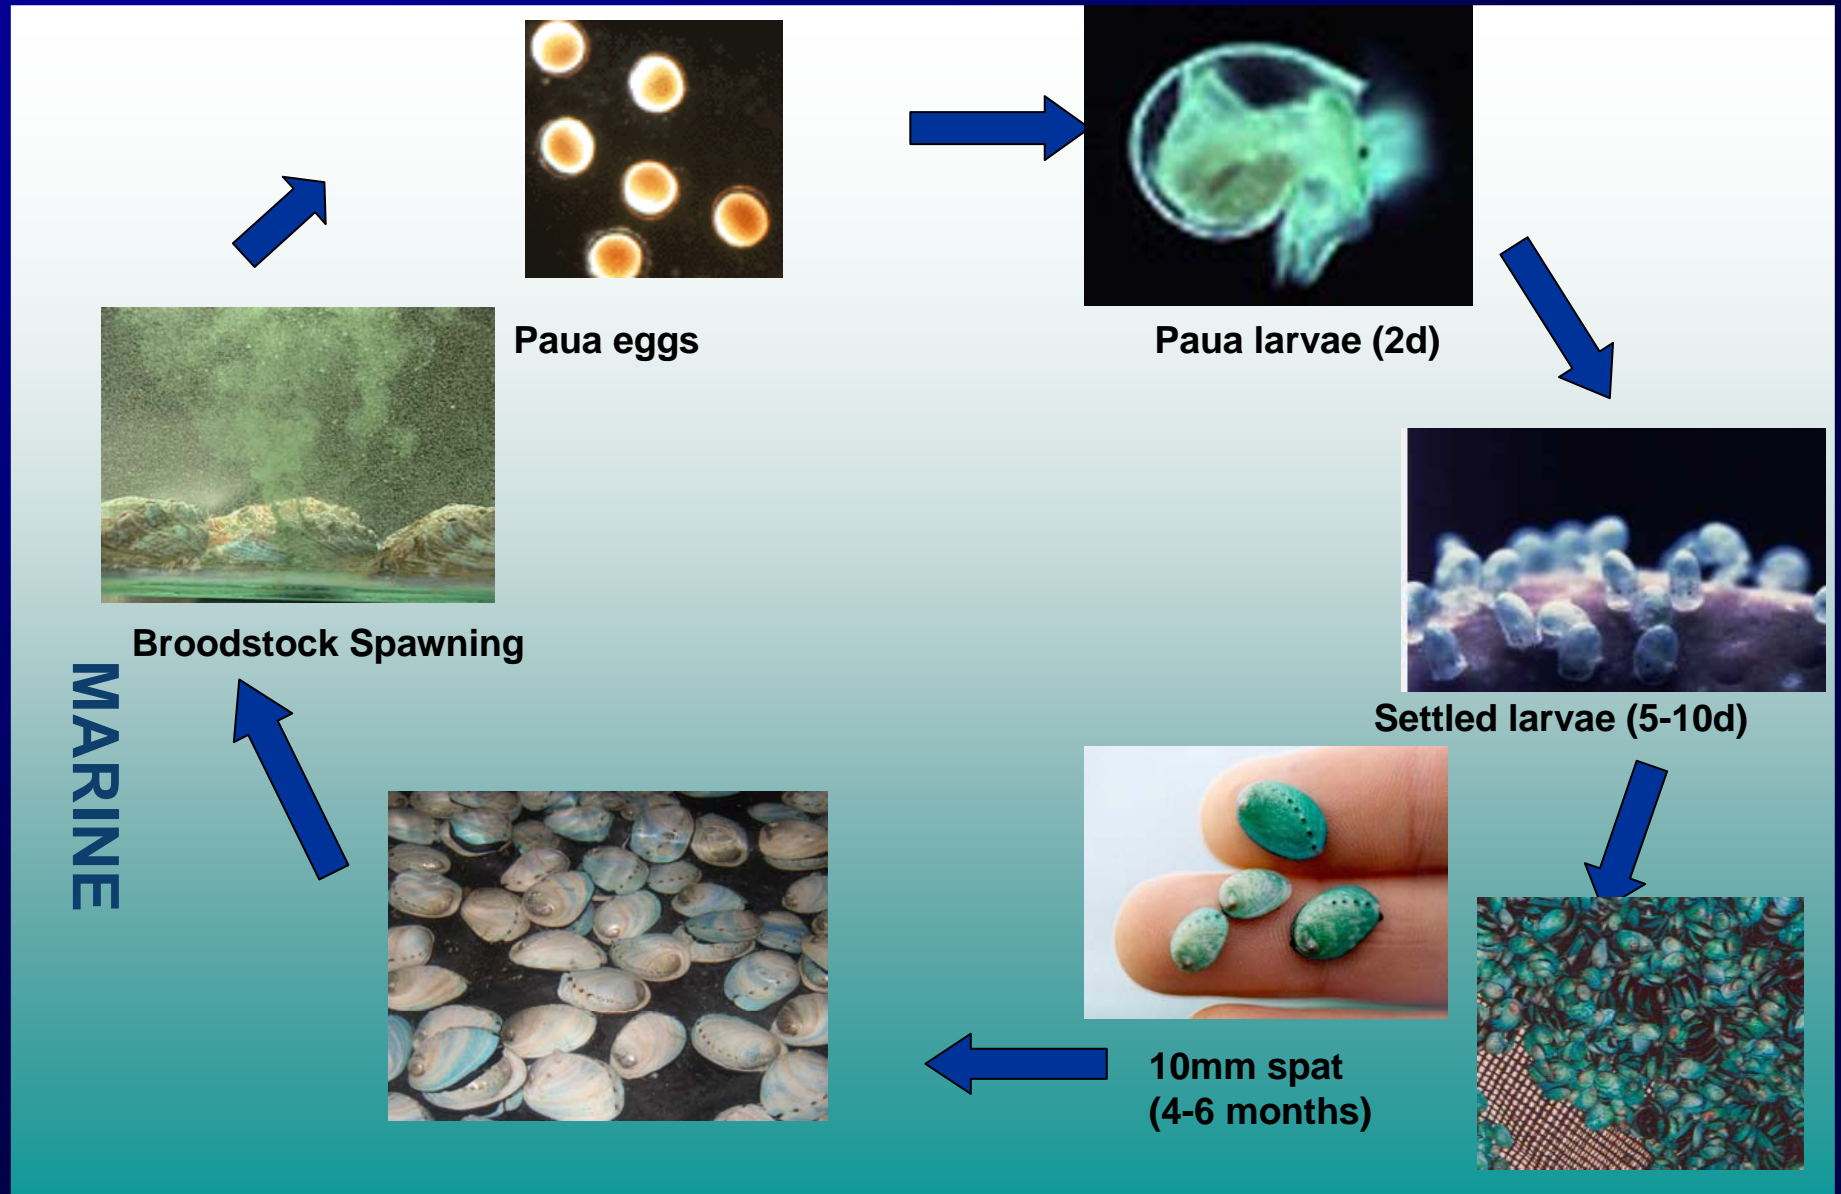 Paua eggs
Paua larvae (2d)
Broodstock Spawning
Settled larvae (5-10d)
MARINE
10mm spat
(4-6 months)